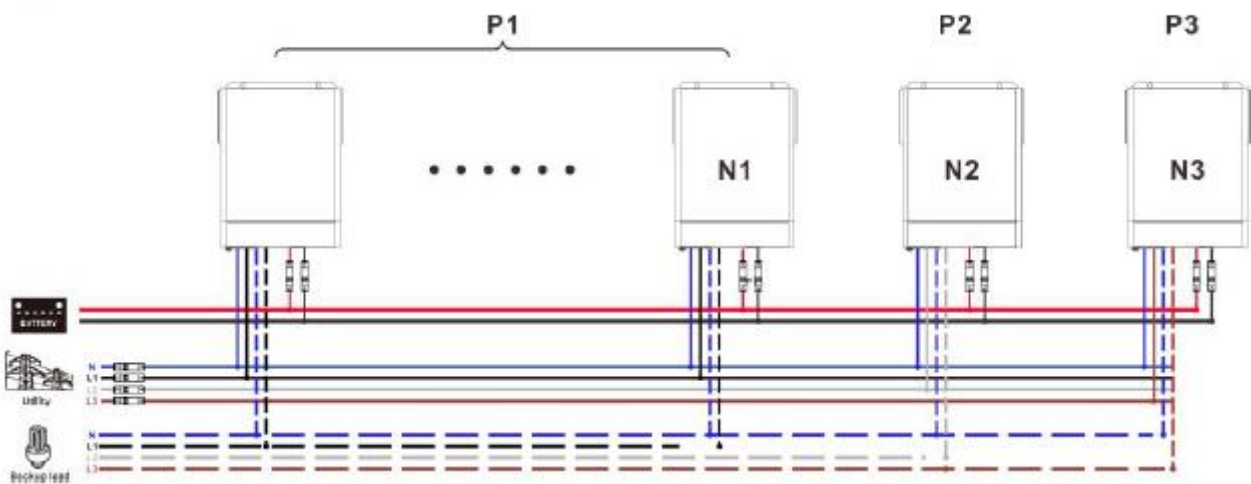 P1
P2
P3
N1
N2
N3
BATTERY
N
L1
L2
L3
Utility
N
L1
L2
L3
Backup load